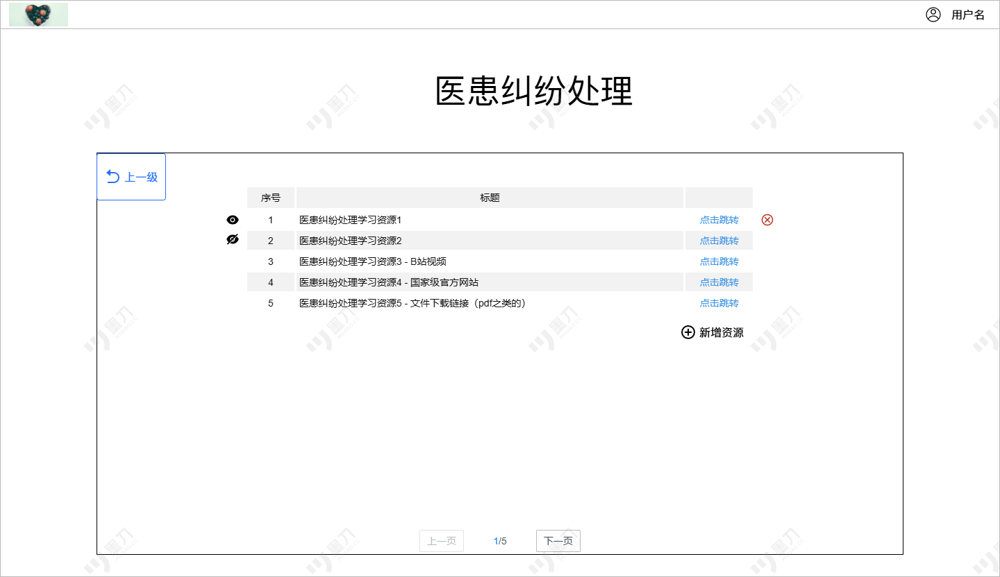 用户名
医患纠纷处理
上一级
序号 标题
1 医患纠纷处理学习资源1 点击跳转
2 医患纠纷处理学习资源2 点击跳转
3 医患纠纷处理学习资源3 - B站视频 点击跳转
4 医患纠纷处理学习资源4 - 国家级官方网站 点击跳转
5 医患纠纷处理学习资源5 - 文件下载链接（pdf之类的） 点击跳转
新增资源
上一页 1/5 下一页
墨刀
MODAO.CC